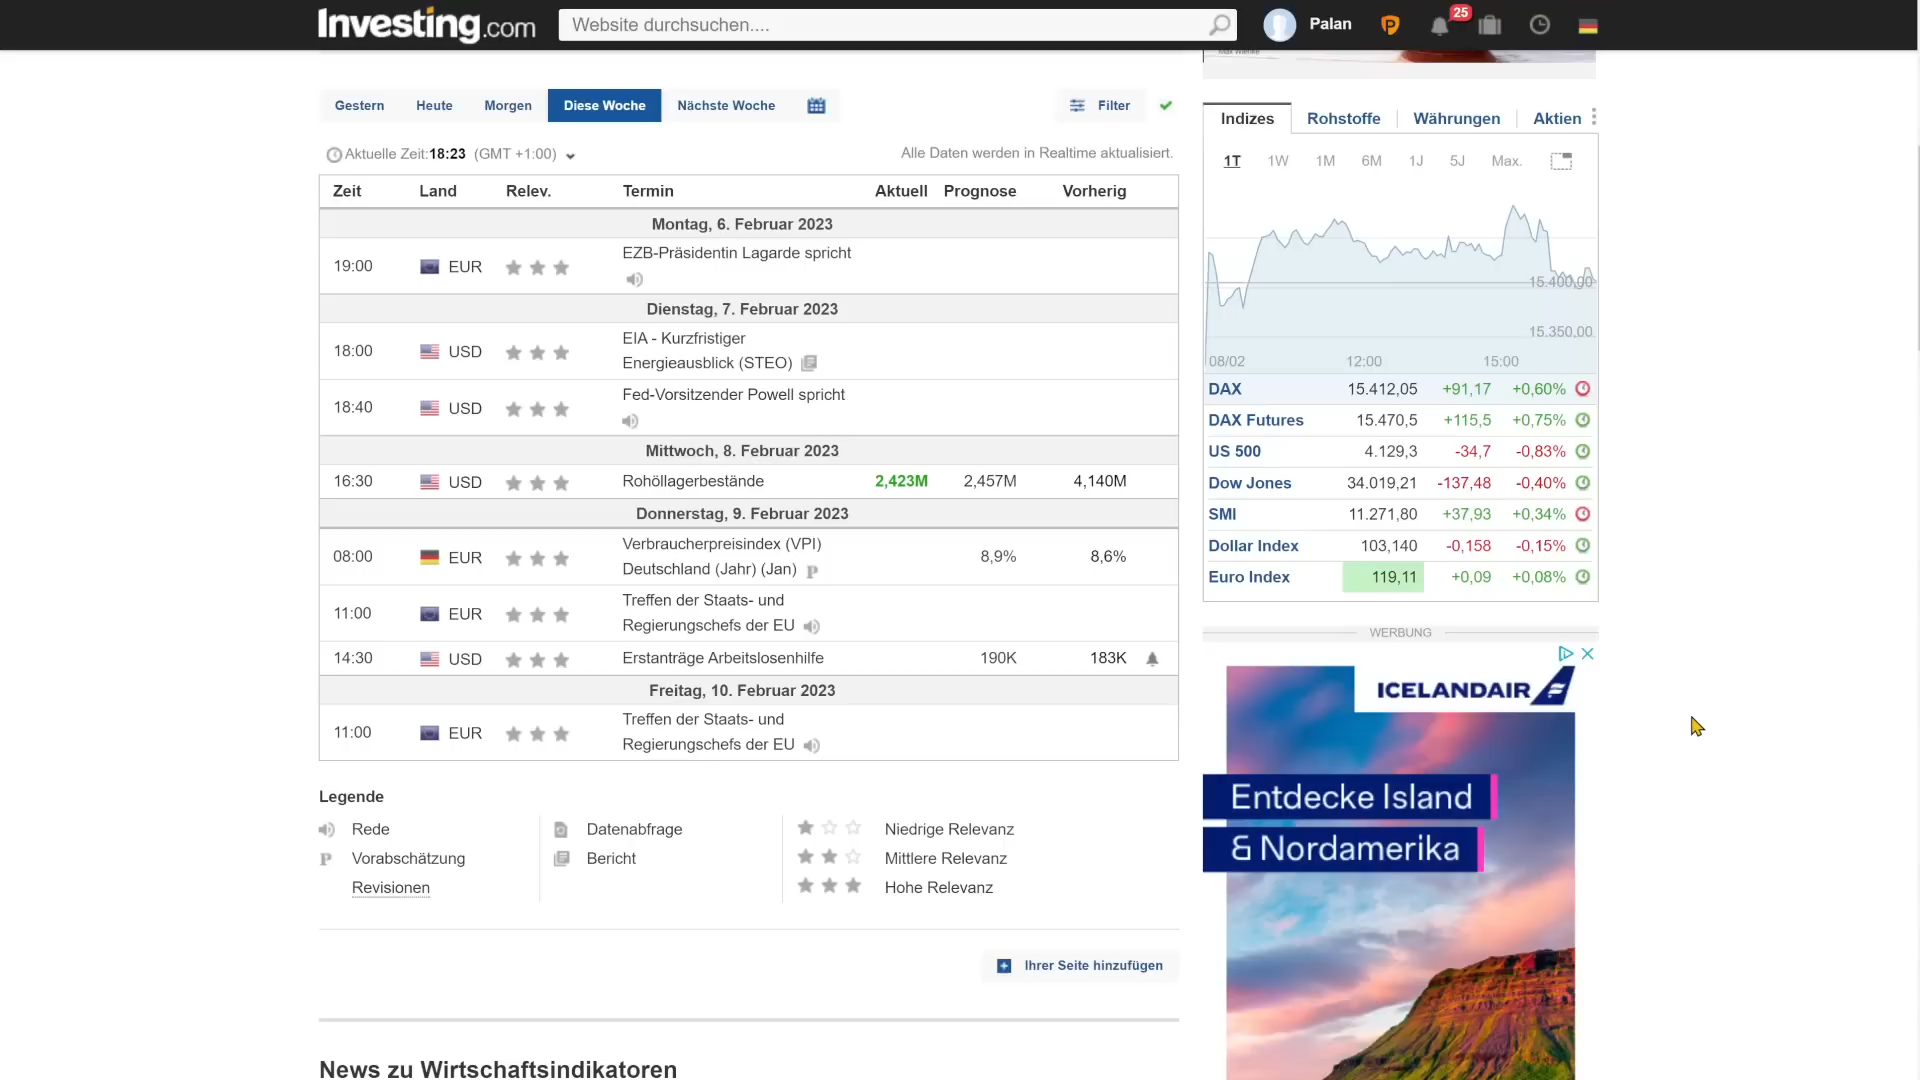 Investing.com
Website durchsuchen....
Palan
25
Gestern
Heute
Morgen
Diese Woche
Nächste Woche
Filter
Aktuelle Zeit:18:23 (GMT +1:00)
Alle Daten werden in Realtime aktualisiert.
Zeit Land Relev. Termin Aktuell Prognose Vorherig
Montag, 6. Februar 2023
19:00 EUR EZB-Präsidentin Lagarde spricht
Dienstag, 7. Februar 2023
18:00 USD EIA - Kurzfristiger
Energieausblick (STEO)
18:40 USD Fed-Vorsitzender Powell spricht
Mittwoch, 8. Februar 2023
16:30 USD Rohöllagerbestände 2,423M 2,457M 4,140M
Donnerstag, 9. Februar 2023
08:00 EUR Verbraucherpreisindex (VPI)
Deutschland (Jahr) (Jan) P 8,9% 8,6%
11:00 EUR Treffen der Staats- und
Regierungschefs der EU
14:30 USD Erstanträge Arbeitslosenhilfe 190K 183K
Freitag, 10. Februar 2023
11:00 EUR Treffen der Staats- und
Regierungschefs der EU
Legende
Rede
P Vorabschätzung
Revisionen
Datenabfrage
Bericht
Niedrige Relevanz
Mittlere Relevanz
Hohe Relevanz
Ihrer Seite hinzufügen
News zu Wirtschaftsindikatoren
Indizes Rohstoffe Währungen Aktien
1T 1W 1M 6M 1J 5J Max.
15.400,00
15.350,00
08/02 12:00 15:00
DAX 15.412,05 +91,17 +0,60%
DAX Futures 15.470,5 +115,5 +0,75%
US 500 4.129,3 -34,7 -0,83%
Dow Jones 34.019,21 -137,48 -0,40%
SMI 11.271,80 +37,93 +0,34%
Dollar Index 103,140 -0,158 -0,15%
Euro Index 119,11 +0,09 +0,08%
WERBUNG
ICELANDAIR
Entdecke Island
& Nordamerika